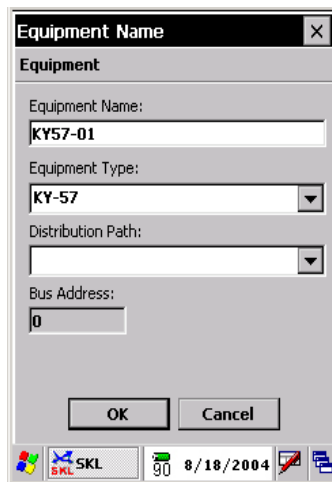 Equipment Name
Equipment
Equipment Name:
KY57-01
Equipment Type:
KY-57
Distribution Path:
Bus Address:
0
OK Cancel
SKL SKL 90 8/18/2004